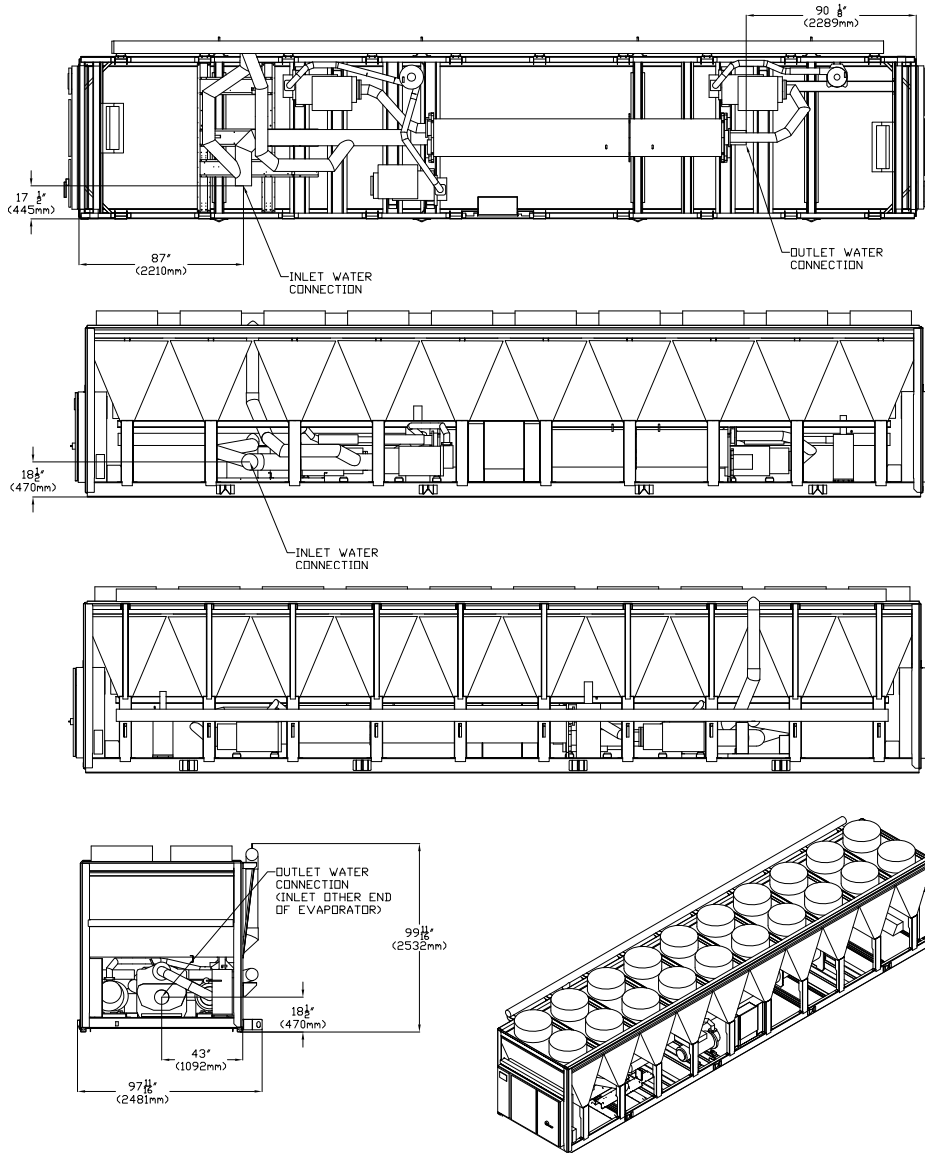 90 1/8"
(2289mm)
17 1/2"
(445mm)
87"
(2210mm)
INLET WATER
CONNECTION
OUTLET WATER
CONNECTION
18 1/2"
(470mm)
INLET WATER
CONNECTION
OUTLET WATER
CONNECTION
(INLET OTHER END
OF EVAPORATOR)
99 11/16"
(2532mm)
18 1/2"
(470mm)
43"
(1092mm)
97 11/16"
(2481mm)